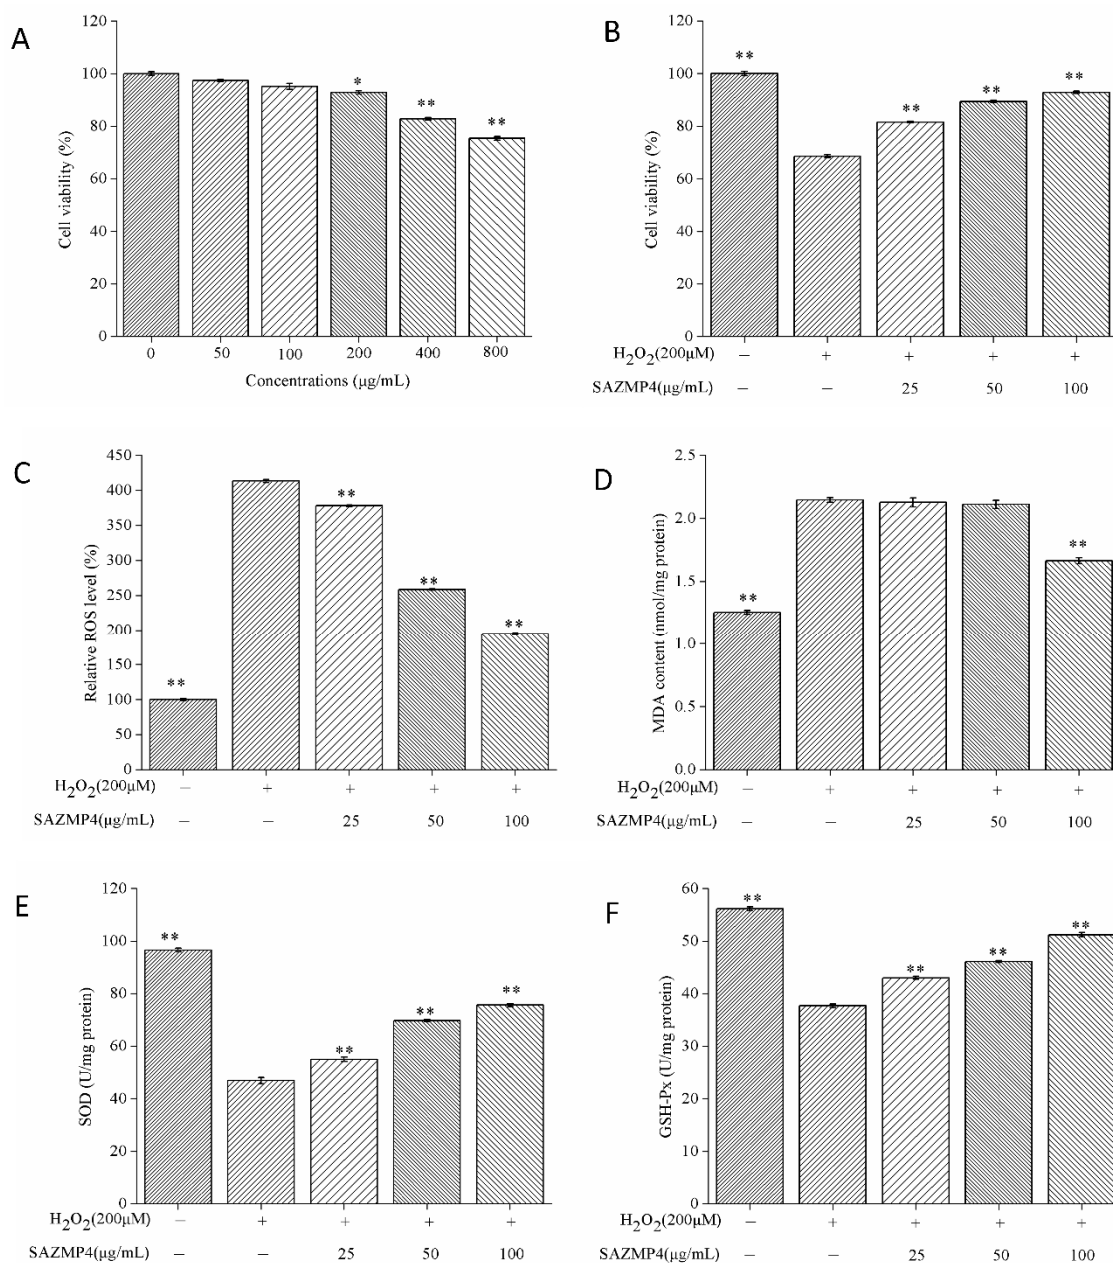 A
Cell viability (%)
120
100
80
60
40
20
0
*
**
**
0 50 100 200 400 800
Concentrations (μg/mL)
B
Cell viability (%)
120
100
80
60
40
20
0
**
**
**
**
H2O2(200μM) − + + + +
SAZMP4(μg/mL) − − 25 50 100
C
Relative ROS level (%)
450
400
350
300
250
200
150
100
50
0
**
**
**
**
H2O2(200μM) − + + + +
SAZMP4(μg/mL) − − 25 50 100
D
MDA content (nmol/mg protein)
2.5
2.0
1.5
1.0
0.5
0.0
**
**
H2O2(200μM) − + + + +
SAZMP4(μg/mL) − − 25 50 100
E
SOD (U/mg protein)
120
100
80
60
40
20
0
**
**
**
**
H2O2(200μM) − + + + +
SAZMP4(μg/mL) − − 25 50 100
F
GSH-Px (U/mg protein)
60
50
40
30
20
10
0
**
**
**
**
H2O2(200μM) − + + + +
SAZMP4(μg/mL) − − 25 50 100